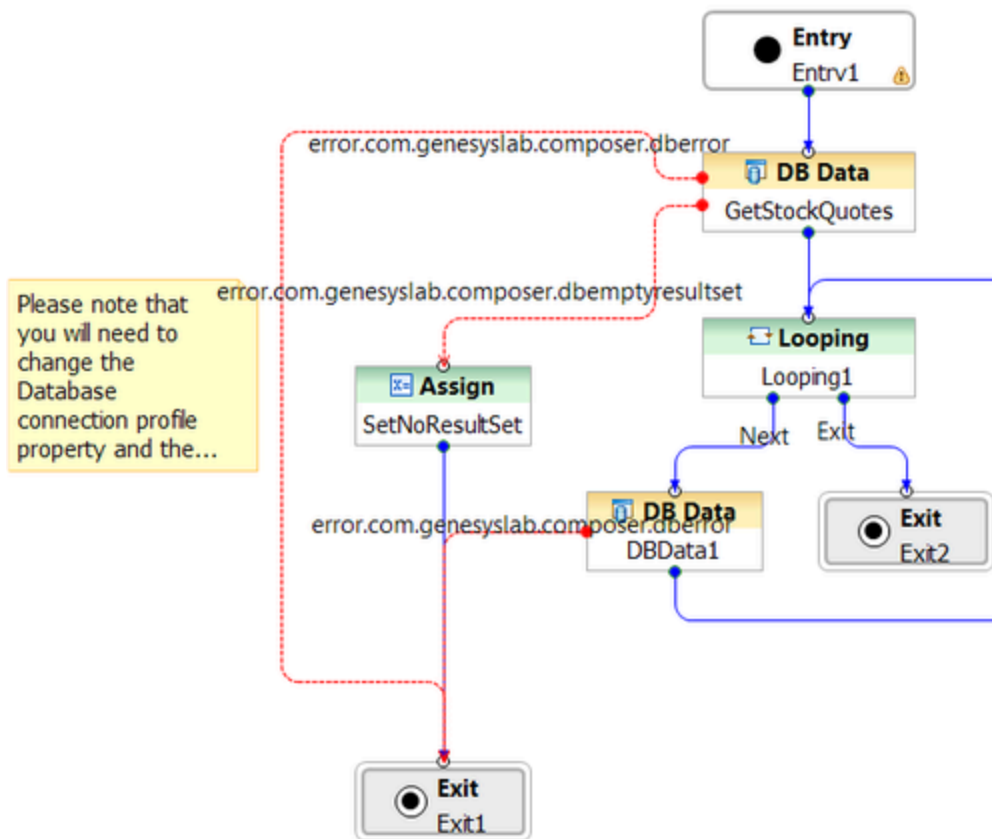 Entry
Entry1
error.com.genesyslab.composer.dberror
DB Data
GetStockQuotes
Please note that
you will need to
change the
Database
connection profile
property and the...
error.com.genesyslab.composer.dbemptyresultset
Looping
Looping1
Assign
SetNoResultSet
Next
Exit
DB Data
error.com.genesyslab.composer.dberror
DBData1
Exit
Exit2
Exit
Exit1